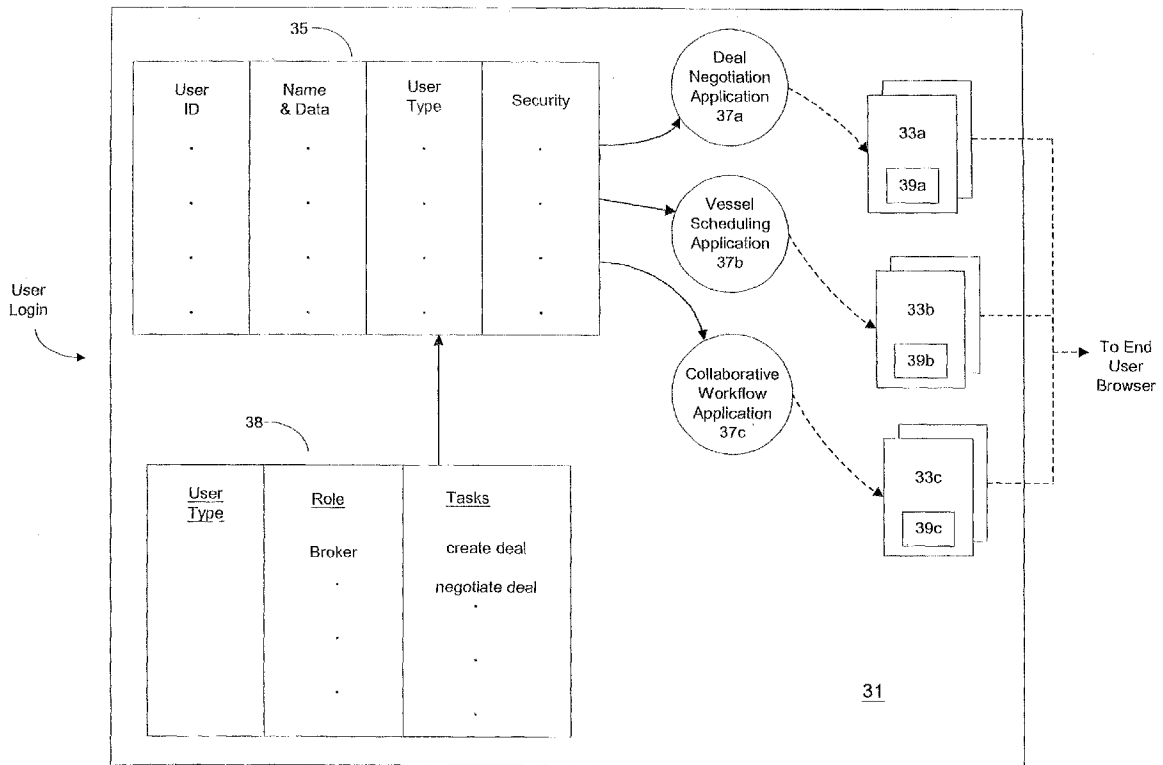 35
User
ID
Name
& Data
User
Type
Security
Deal
Negotiation
Application
37a
33a
39a
Vessel
Scheduling
Application
37b
33b
39b
User
Login
To End
User
Browser
Collaborative
Workflow
Application
37c
33c
39c
38
User
Type
Role
Tasks
Broker
create deal
negotiate deal
31